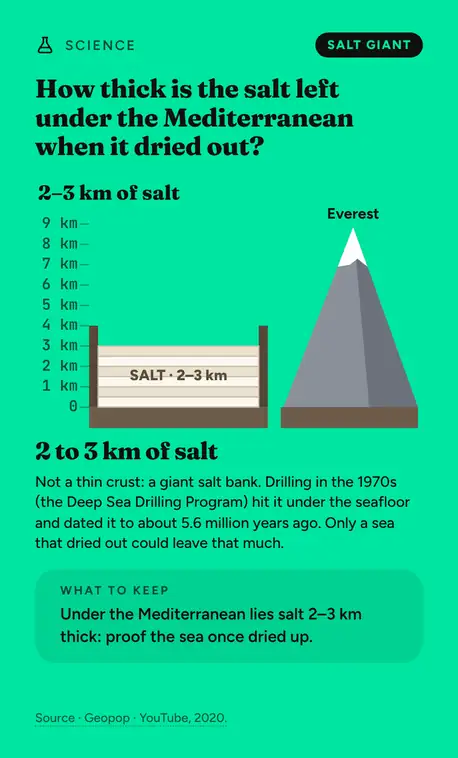 SCIENCE
SALT GIANT
How thick is the salt left
under the Mediterranean
when it dried out?
2–3 km of salt
Everest
9 km
8 km
7 km
6 km
5 km
4 km
3 km
2 km
1 km
0
SALT · 2–3 km
2 to 3 km of salt
Not a thin crust: a giant salt bank. Drilling in the 1970s
(the Deep Sea Drilling Program) hit it under the seafloor
and dated it to about 5.6 million years ago. Only a sea
that dried out could leave that much.
WHAT TO KEEP
Under the Mediterranean lies salt 2–3 km
thick: proof the sea once dried up.
Source · Geopop · YouTube, 2020.